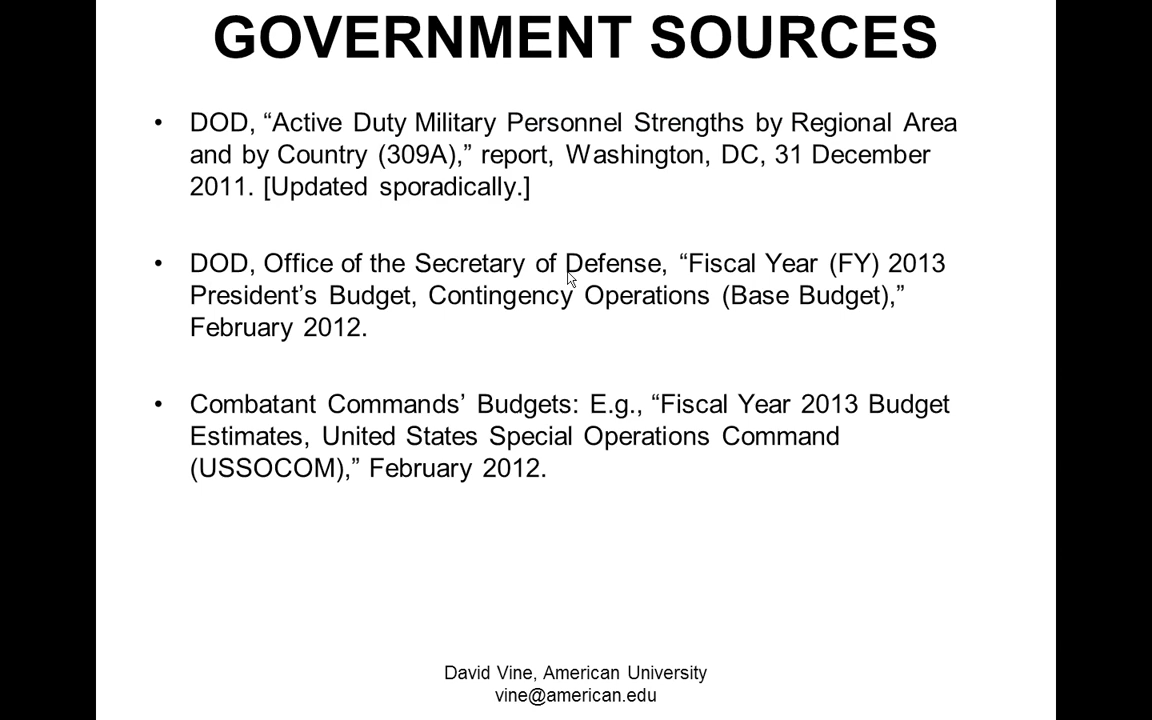 GOVERNMENT SOURCES
• DOD, “Active Duty Military Personnel Strengths by Regional Area
and by Country (309A),” report, Washington, DC, 31 December
2011. [Updated sporadically.]
• DOD, Office of the Secretary of Defense, “Fiscal Year (FY) 2013
President’s Budget, Contingency Operations (Base Budget),”
February 2012.
• Combatant Commands’ Budgets: E.g., “Fiscal Year 2013 Budget
Estimates, United States Special Operations Command
(USSOCOM),” February 2012.
David Vine, American University
vine@american.edu